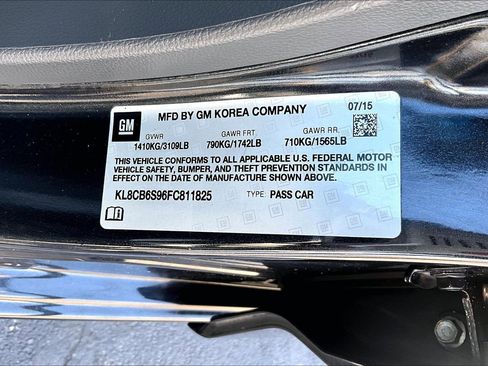 MFD BY GM KOREA COMPANY 07/15
GM
GVWR GAWR FRT. GAWR RR.
1410KG/3109LB 790KG/1742LB 710KG/1565LB
THIS VEHICLE CONFORMS TO ALL APPLICABLE U.S. FEDERAL MOTOR
VEHICLE SAFETY, BUMPER, AND THEFT PREVENTION STANDARDS IN
EFFECT ON THE DATE OF MANUFACTURE SHOWN ABOVE.
KL8CB6S96FC811825 TYPE: PASS CAR